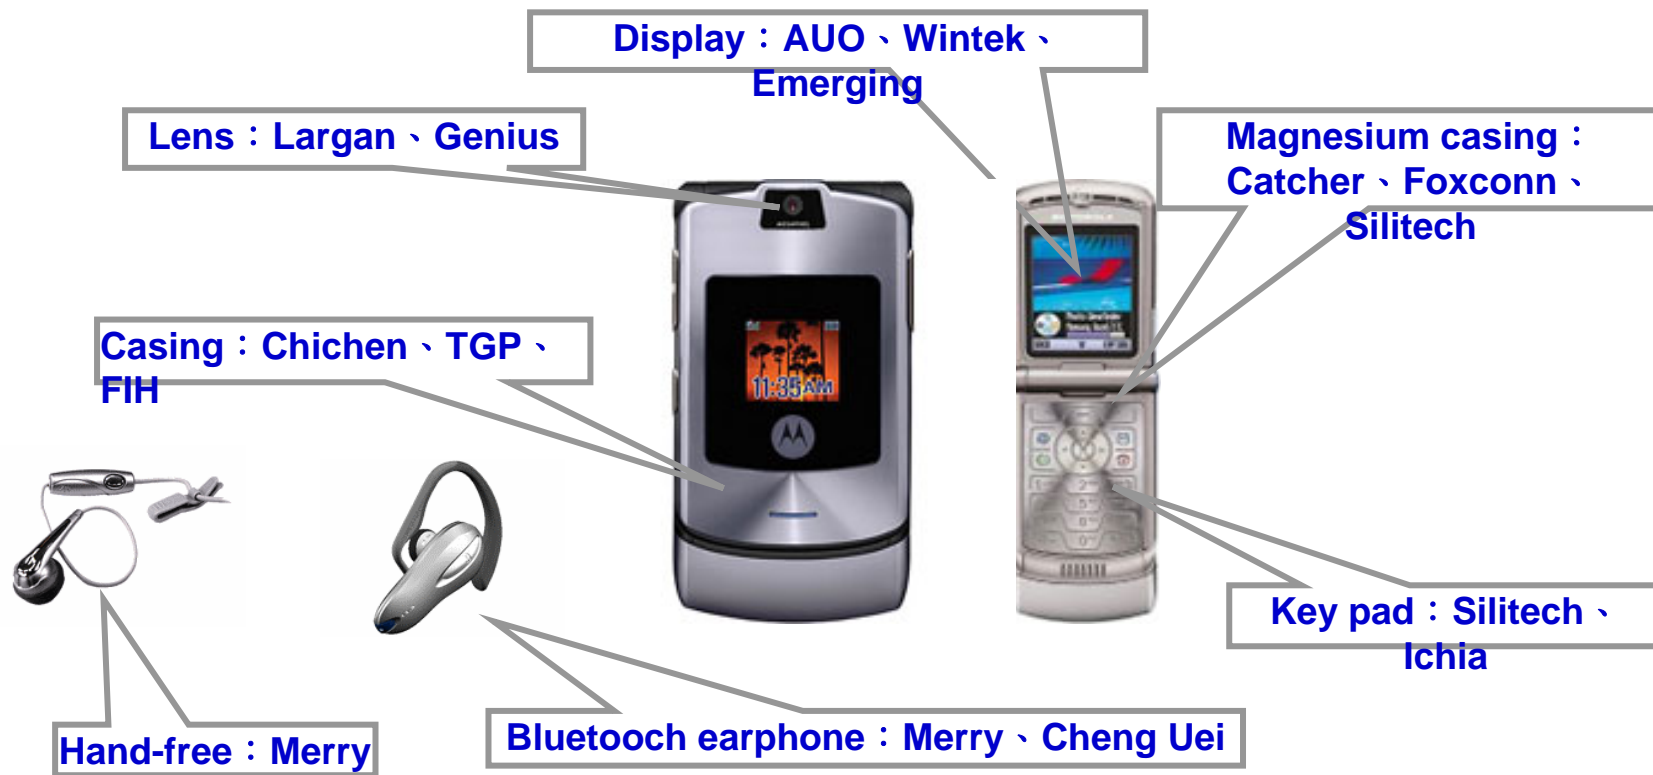 Display：AUO、Wintek、
Emerging
Lens：Largan、Genius
Magnesium casing：
Catcher、Foxconn、
Silitech
Casing：Chichen、TGP、
FIH
11:35AM
Key pad：Silitech、
Ichia
Hand-free：Merry
Bluetooch earphone：Merry、Cheng Uei